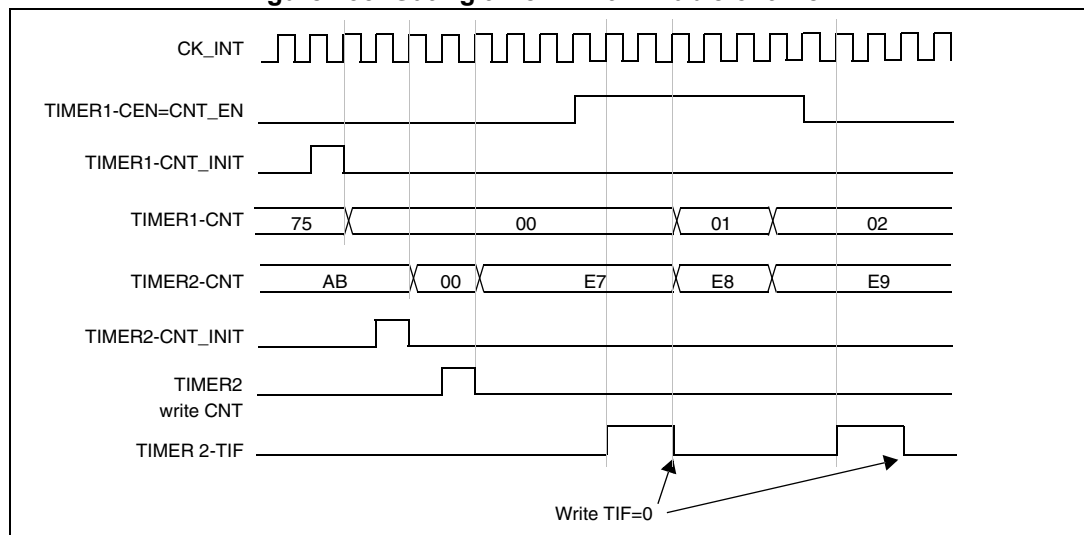 CK_INT
TIMER1-CEN=CNT_EN
TIMER1-CNT_INIT
TIMER1-CNT 75 00 01 02
TIMER2-CNT AB 00 E7 E8 E9
TIMER2-CNT_INIT
TIMER2
write CNT
TIMER 2-TIF
Write TIF=0